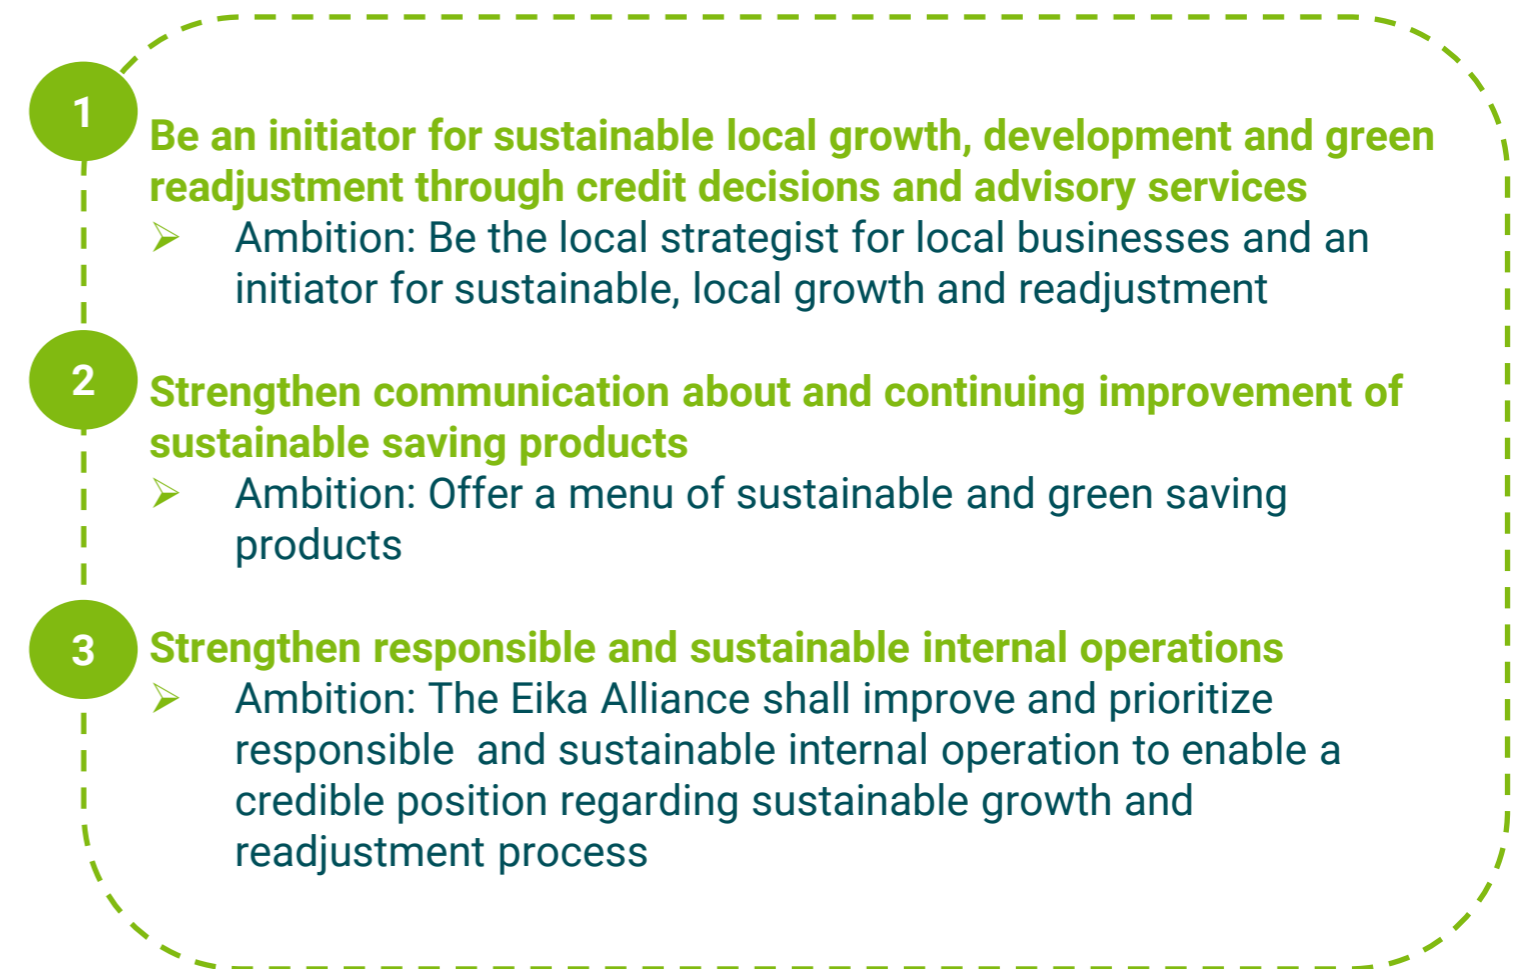 1
Be an initiator for sustainable local growth, development and green
readjustment through credit decisions and advisory services
➢ Ambition: Be the local strategist for local businesses and an
initiator for sustainable, local growth and readjustment
2
Strengthen communication about and continuing improvement of
sustainable saving products
➢ Ambition: Offer a menu of sustainable and green saving
products
3
Strengthen responsible and sustainable internal operations
➢ Ambition: The Eika Alliance shall improve and prioritize
responsible  and sustainable internal operation to enable a
credible position regarding sustainable growth and
readjustment process